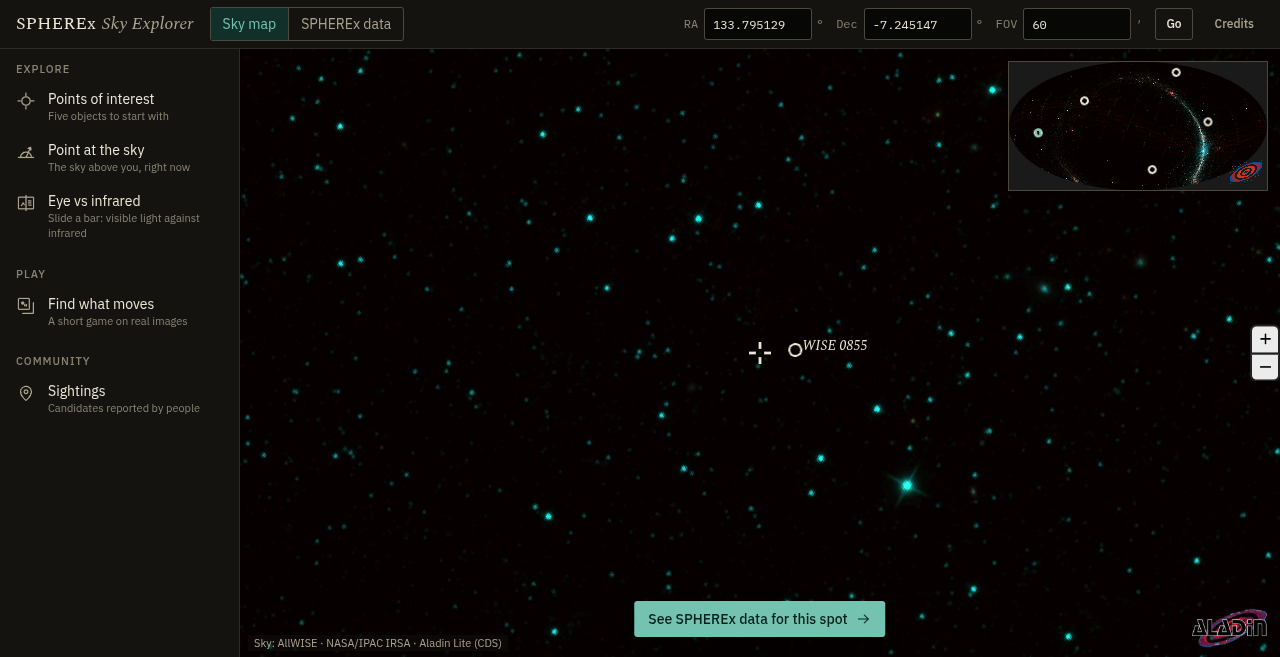 SPHEREx Sky Explorer
Sky map
SPHEREx data
RA 133.795129 °
Dec -7.245147 °
FOV 60 ′
Go
Credits
EXPLORE
Points of interest
Five objects to start with
Point at the sky
The sky above you, right now
Eye vs infrared
Slide a bar: visible light against
infrared
PLAY
Find what moves
A short game on real images
COMMUNITY
Sightings
Candidates reported by people
WISE 0855
+
−
See SPHEREx data for this spot →
Sky: AllWISE · NASA/IPAC IRSA · Aladin Lite (CDS)
ALADIN